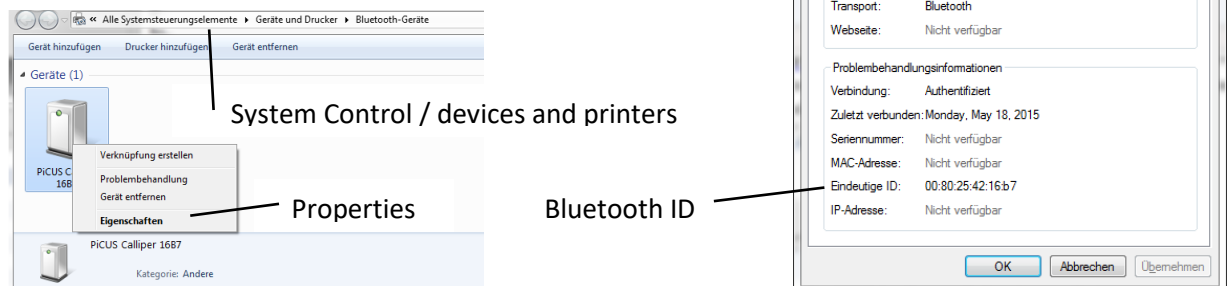 « Alle Systemsteuerungselemente ▸ Geräte und Drucker ▸ Bluetooth-Geräte
Gerät hinzufügen Drucker hinzufügen Gerät entfernen
Geräte (1)
System Control / devices and printers
Verknüpfung erstellen
PiCUS C
16B
Problembehandlung
Gerät entfernen
Eigenschaften
Properties
PiCUS Calliper 16B7
Kategorie: Andere
Transport: Bluetooth
Webseite: Nicht verfügbar
Problembehandlungsinformationen
Verbindung: Authentifiziert
Zuletzt verbunden: Monday, May 18, 2015
Seriennummer: Nicht verfügbar
MAC-Adresse: Nicht verfügbar
Bluetooth ID
Eindeutige ID: 00:80:25:42:16:b7
IP-Adresse: Nicht verfügbar
OK Abbrechen Übernehmen